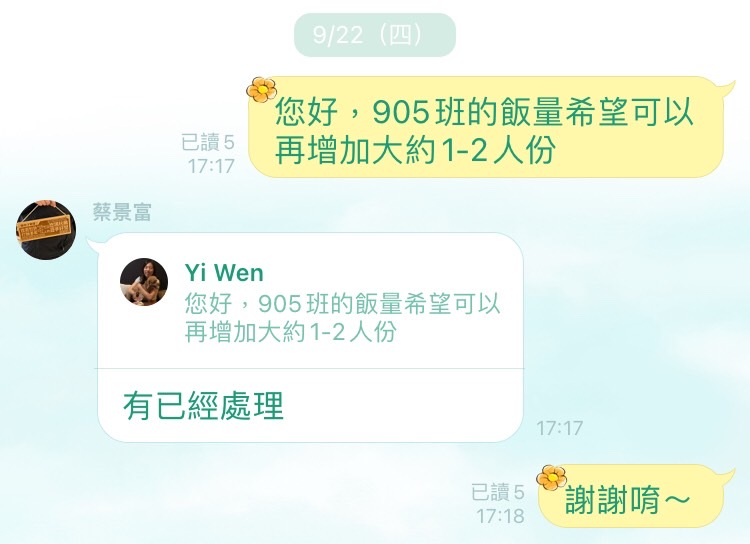 9/22（四）
您好，905班的飯量希望可以
再增加大約1-2人份
已讀5
17:17
蔡景富
Yi Wen
您好，905班的飯量希望可以
再增加大約1-2人份
有已經處理
17:17
謝謝唷～
已讀5
17:18